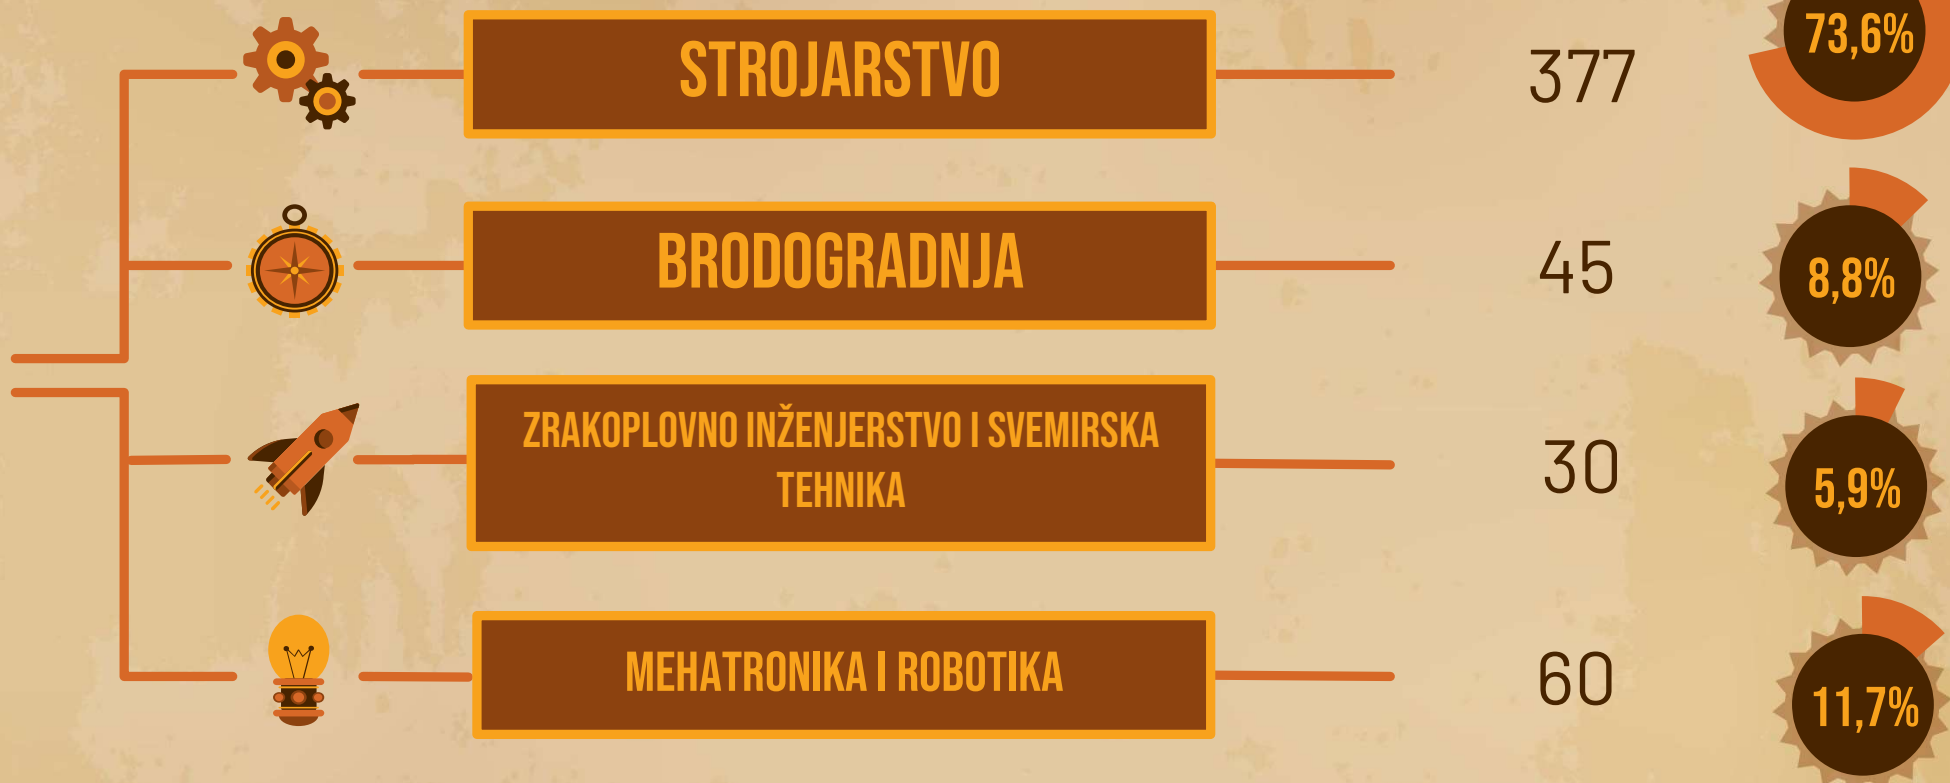 STROJARSTVO 377 73,6%
BRODOGRADNJA 45 8,8%
ZRAKOPLOVNO INŽENJERSTVO I SVEMIRSKA
TEHNIKA 30 5,9%
MEHATRONIKA I ROBOTIKA 60 11,7%